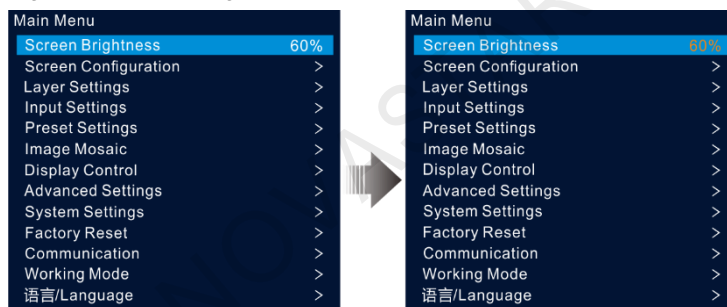 Main Menu
Screen Brightness 60%
Screen Configuration >
Layer Settings >
Input Settings >
Preset Settings >
Image Mosaic >
Display Control >
Advanced Settings >
System Settings >
Factory Reset >
Communication >
Working Mode >
语言/Language >
Main Menu
Screen Brightness 60%
Screen Configuration >
Layer Settings >
Input Settings >
Preset Settings >
Image Mosaic >
Display Control >
Advanced Settings >
System Settings >
Factory Reset >
Communication >
Working Mode >
语言/Language >